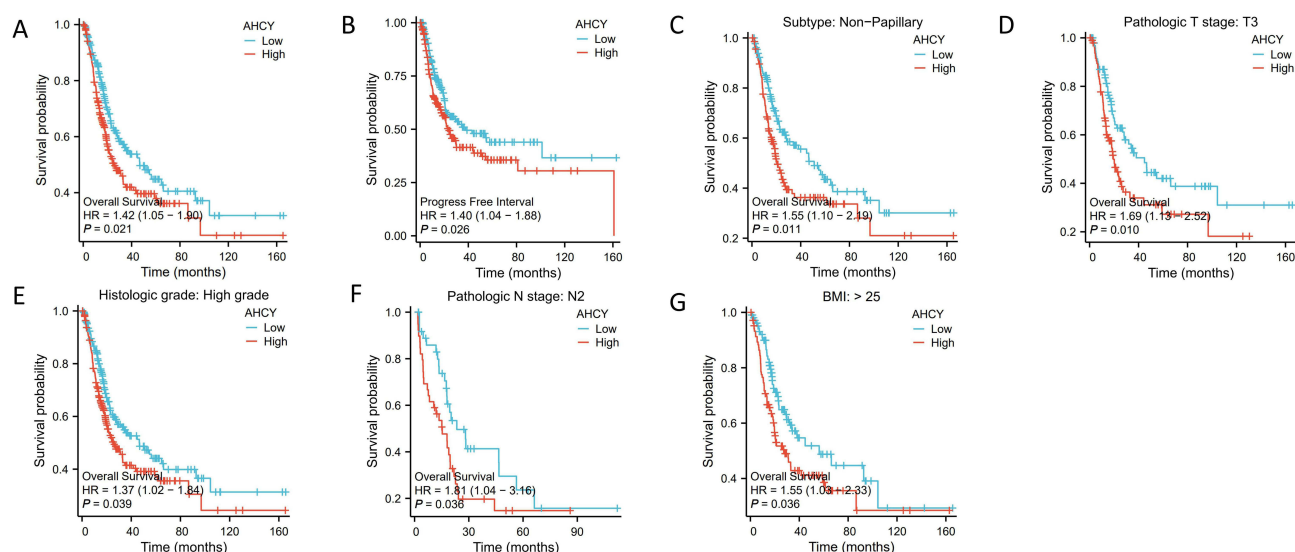 A
AHCY
Low
High
1.0
0.8
0.6
0.4
Survival probability
Overall Survival
HR = 1.42 (1.05 − 1.90)
P = 0.021
0 40 80 120 160
Time (months)
B
AHCY
Low
High
1.00
0.75
0.50
0.25
0.00
Survival probability
Progress Free Interval
HR = 1.40 (1.04 − 1.88)
P = 0.026
0 40 80 120 160
Time (months)
C
Subtype: Non−Papillary
AHCY
Low
High
1.0
0.8
0.6
0.4
0.2
Survival probability
Overall Survival
HR = 1.55 (1.10 − 2.19)
P = 0.011
0 40 80 120 160
Time (months)
D
Pathologic T stage: T3
AHCY
Low
High
1.0
0.8
0.6
0.4
0.2
Survival probability
Overall Survival
HR = 1.69 (1.13 − 2.52)
P = 0.010
0 40 80 120 160
Time (months)
E
Histologic grade: High grade
AHCY
Low
High
1.0
0.8
0.6
0.4
Survival probability
Overall Survival
HR = 1.37 (1.02 − 1.84)
P = 0.039
0 40 80 120 160
Time (months)
F
Pathologic N stage: N2
AHCY
Low
High
1.0
0.8
0.6
0.4
0.2
Survival probability
Overall Survival
HR = 1.81 (1.04 − 3.16)
P = 0.036
0 30 60 90
Time (months)
G
BMI: > 25
AHCY
Low
High
1.0
0.8
0.6
0.4
Survival probability
Overall Survival
HR = 1.55 (1.03 − 2.33)
P = 0.036
0 40 80 120 160
Time (months)